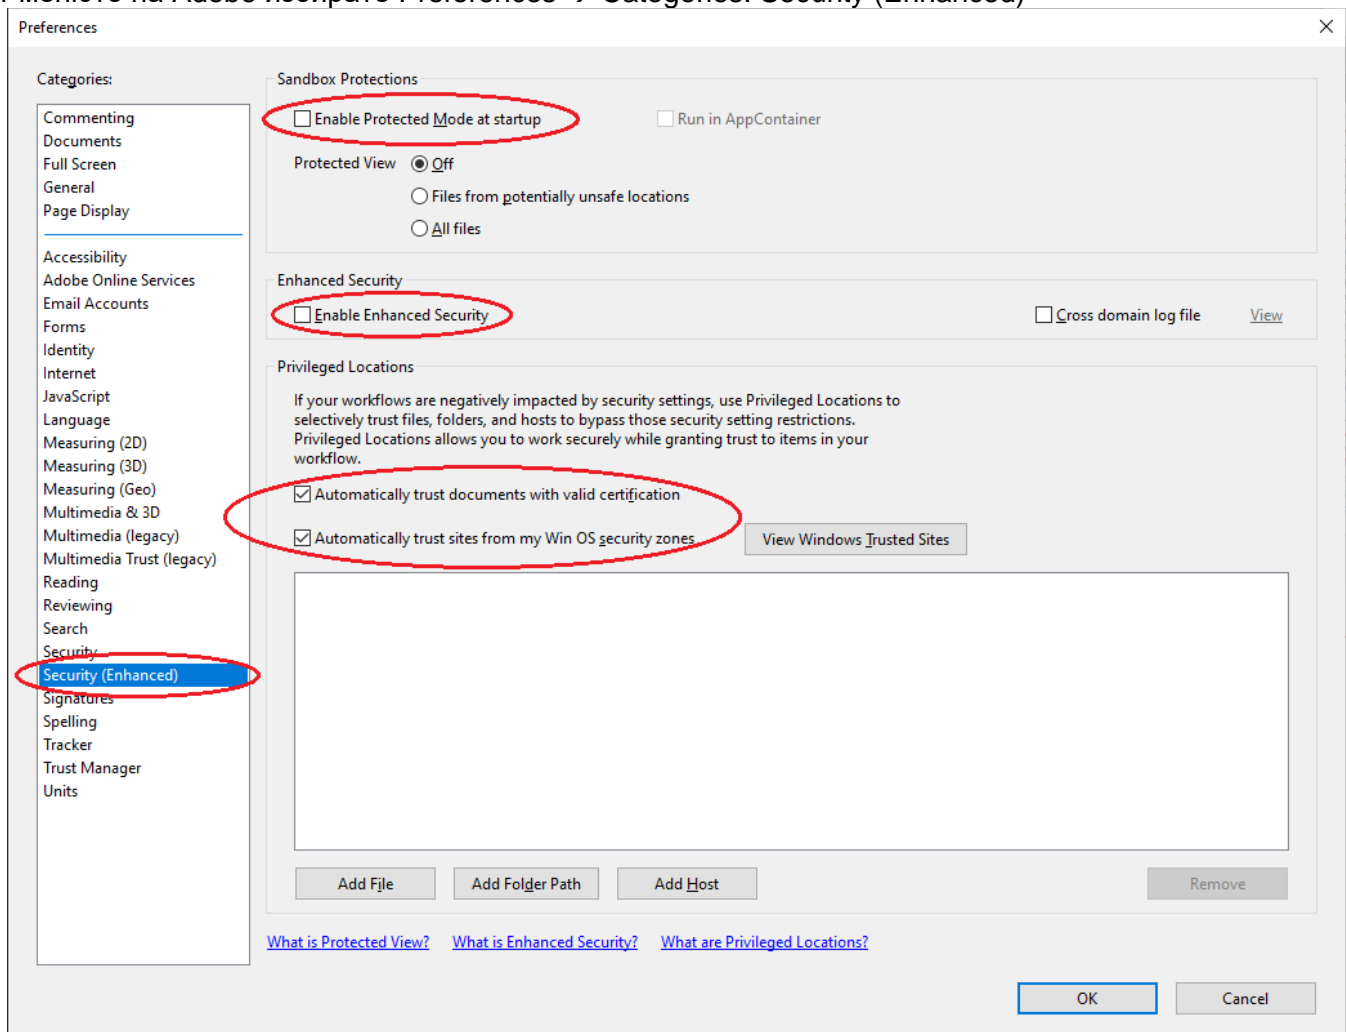 на Adobe Preferences → Categories: Security (Enhanced)
Preferences
Categories:
Commenting
Documents
Full Screen
General
Page Display
Accessibility
Adobe Online Services
Email Accounts
Forms
Identity
Internet
JavaScript
Language
Measuring (2D)
Measuring (3D)
Measuring (Geo)
Multimedia & 3D
Multimedia (legacy)
Multimedia Trust (legacy)
Reading
Reviewing
Search
Security
Security (Enhanced)
Signatures
Spelling
Tracker
Trust Manager
Units
Sandbox Protections
Enable Protected Mode at startup
Run in AppContainer
Protected View
Off
Files from potentially unsafe locations
All files
Enhanced Security
Enable Enhanced Security
Cross domain log file
View
Privileged Locations
If your workflows are negatively impacted by security settings, use Privileged Locations to
selectively trust files, folders, and hosts to bypass those security setting restrictions.
Privileged Locations allows you to work securely while granting trust to items in your
workflow.
Automatically trust documents with valid certification
Automatically trust sites from my Win OS security zones
View Windows Trusted Sites
Add File
Add Folder Path
Add Host
Remove
What is Protected View?
What is Enhanced Security?
What are Privileged Locations?
OK
Cancel